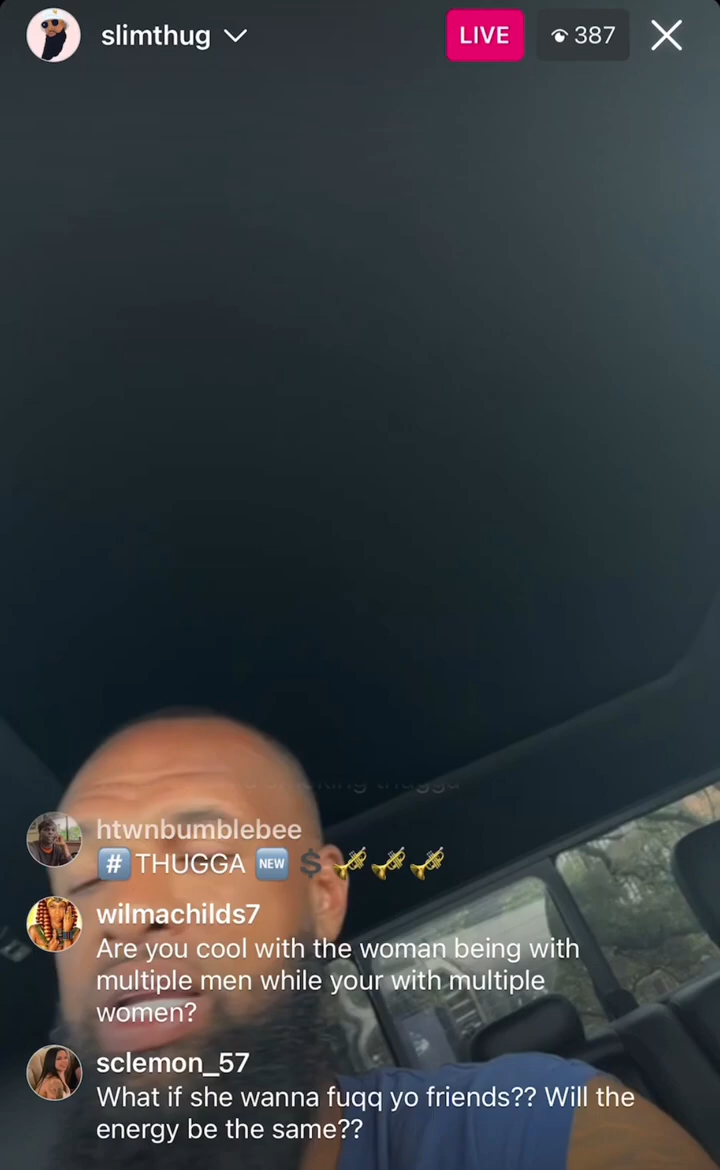 slimthug
LIVE
387
htwnbumblebee
#️⃣ THUGGA 🆕 💲🎺🎺🎺
wilmachilds7
Are you cool with the woman being with
multiple men while your with multiple
women?
sclemon_57
What if she wanna fuqq yo friends?? Will the
energy be the same??